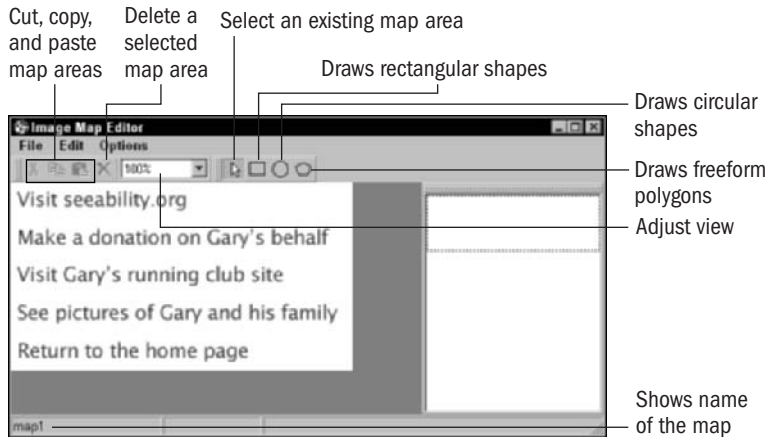 Cut, copy,
and paste
map areas
Delete a
selected
map area
Select an existing map area
Draws rectangular shapes
Draws circular
shapes
Draws freeform
polygons
Adjust view
Image Map Editor
File Edit Options
100%
Visit seeability.org
Make a donation on Gary's behalf
Visit Gary's running club site
See pictures of Gary and his family
Return to the home page
map1
Shows name
of the map